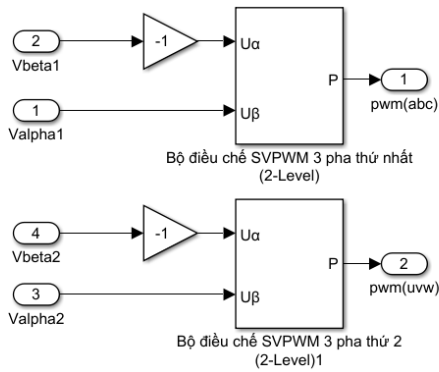 2
Vbeta1
-1
Uα
1
Valpha1
Uβ
P
1
pwm(abc)
Bộ điều chế SVPWM 3 pha thứ nhất
(2-Level)
4
Vbeta2
-1
Uα
3
Valpha2
Uβ
P
2
pwm(uvw)
Bộ điều chế SVPWM 3 pha thứ 2
(2-Level)1